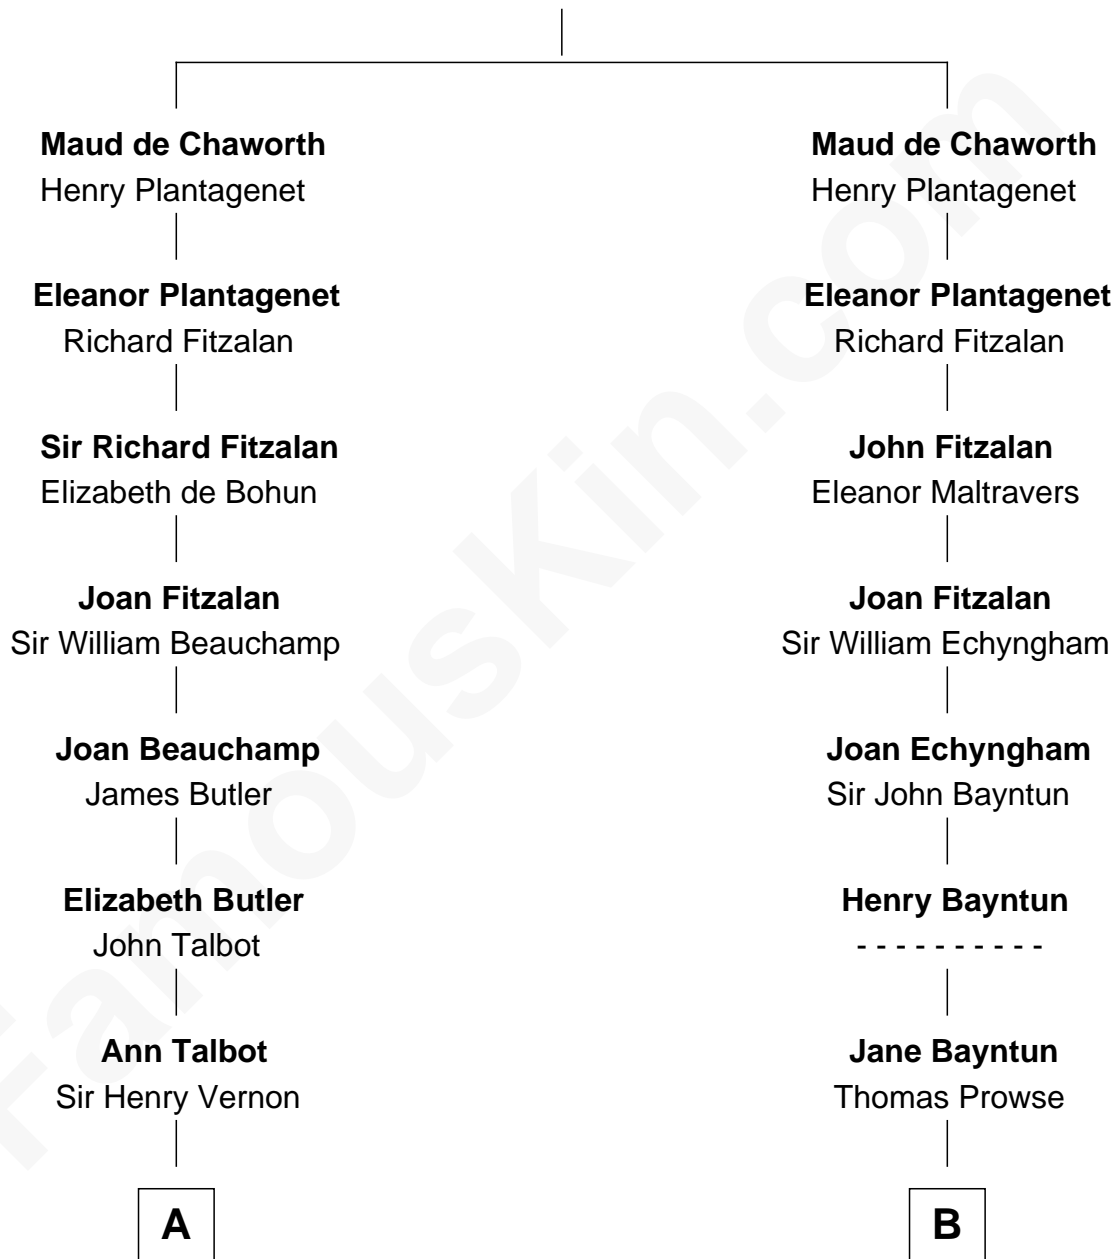 Maud de Chaworth
Henry Plantagenet
Eleanor Plantagenet
Richard Fitzalan
Sir Richard Fitzalan
Elizabeth de Bohun
Joan Fitzalan
Sir William Beauchamp
Joan Beauchamp
James Butler
Elizabeth Butler
John Talbot
Ann Talbot
Sir Henry Vernon
A
Maud de Chaworth
Henry Plantagenet
Eleanor Plantagenet
Richard Fitzalan
John Fitzalan
Eleanor Maltravers
Joan Fitzalan
Sir William Echyngham
Joan Echyngham
Sir John Bayntun
Henry Bayntun
- - - - - - - - - -
Jane Bayntun
Thomas Prowse
B
FamousKin.com